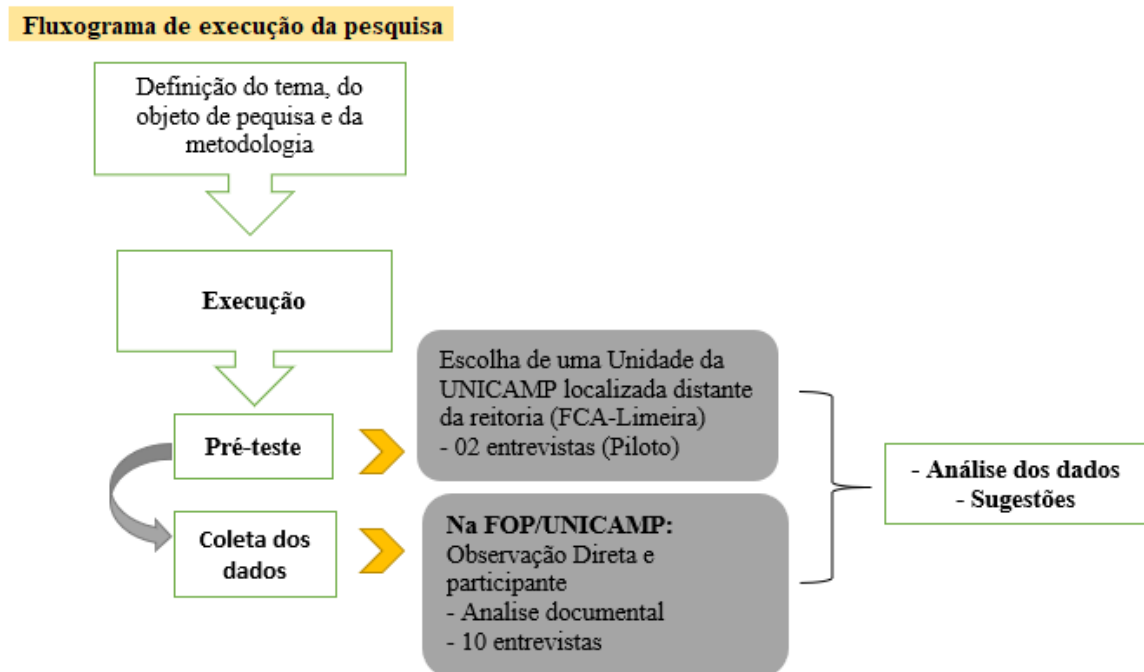 Fluxograma de execução da pesquisa
Definição do tema, do
objeto de pequisa e da
metodologia
Execução
Pré-teste
Escolha de uma Unidade da
UNICAMP localizada distante
da reitoria (FCA-Limeira)
- 02 entrevistas (Piloto)
Coleta dos
dados
Na FOP/UNICAMP:
Observação Direta e
participante
- Analise documental
- 10 entrevistas
- Análise dos dados
- Sugestões